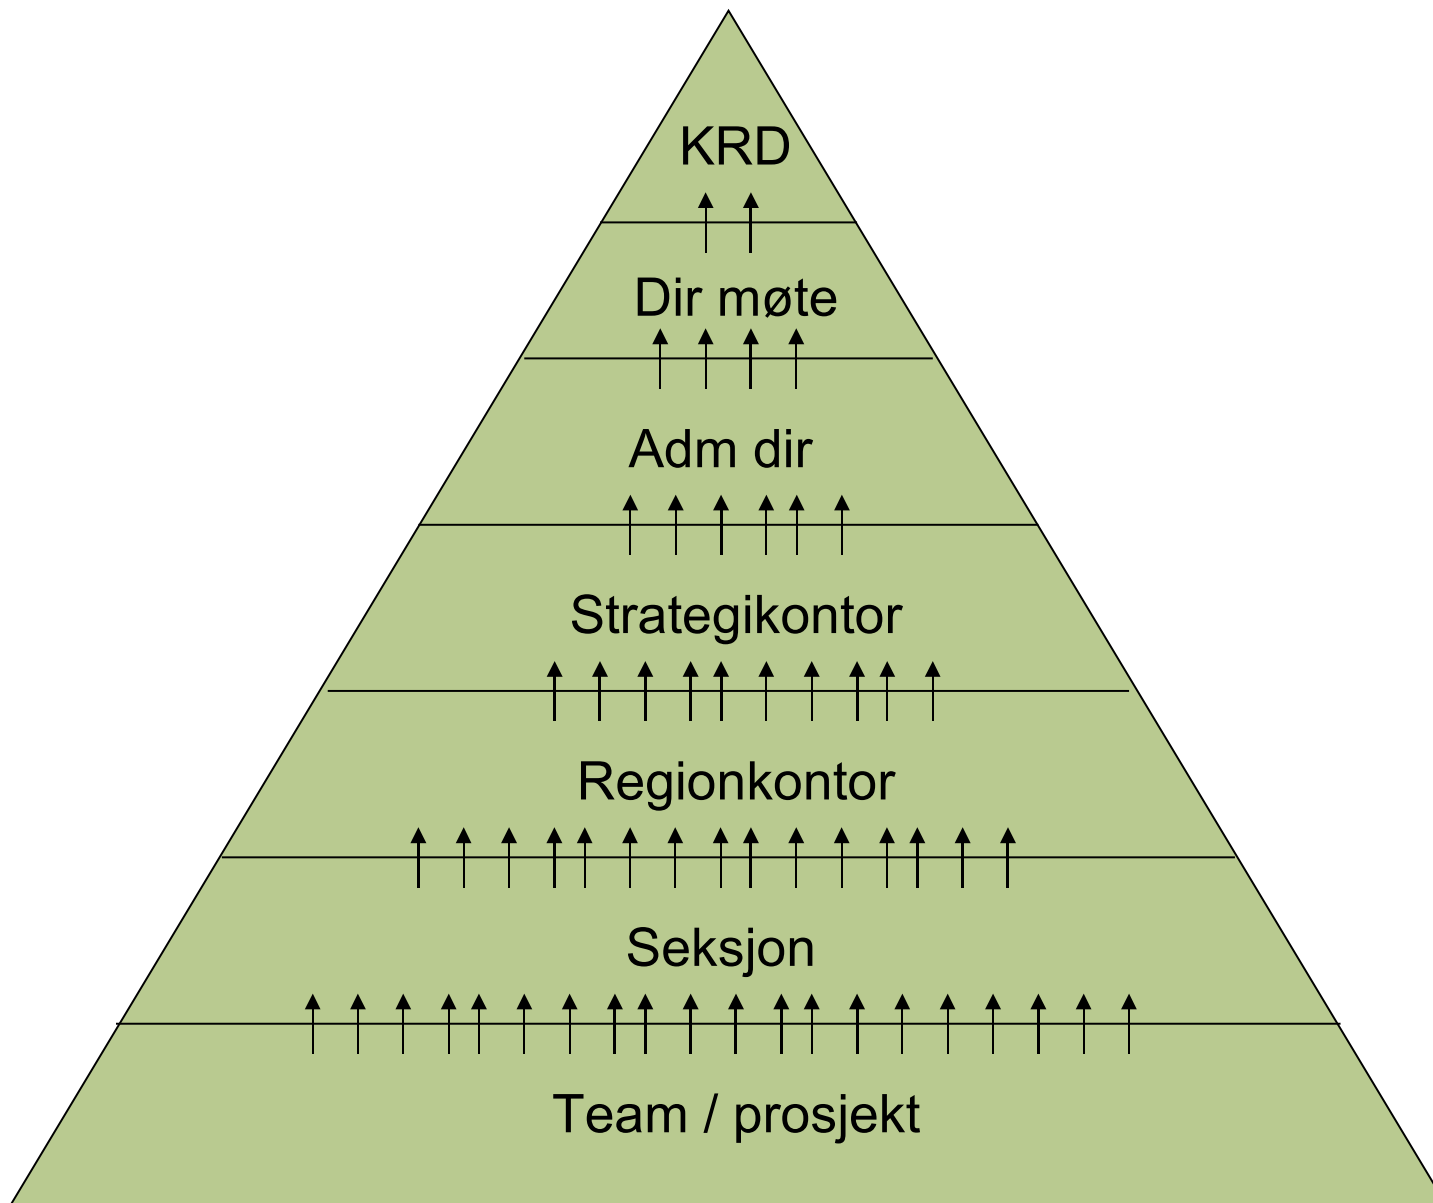 KRD
Dir møte
Adm dir
Strategikontor
Regionkontor
Seksjon
Team / prosjekt